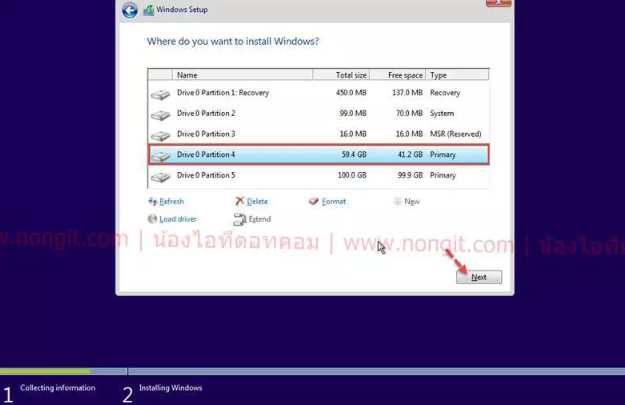 Windows Setup
Where do you want to install Windows?
Name Total size Free space Type
Drive 0 Partition 1: Recovery 450.0 MB 137.0 MB Recovery
Drive 0 Partition 2 99.0 MB 70.0 MB System
Drive 0 Partition 3 16.0 MB 16.0 MB MSR (Reserved)
Drive 0 Partition 4 59.4 GB 41.2 GB Primary
Drive 0 Partition 5 100.0 GB 99.9 GB Primary
Refresh Delete Format New
Load driver Extend
w.nongit.com | น้องไอทีดอทคอม | www.nongit.com | น้องไอที
Next
1 Collecting information 2 Installing Windows